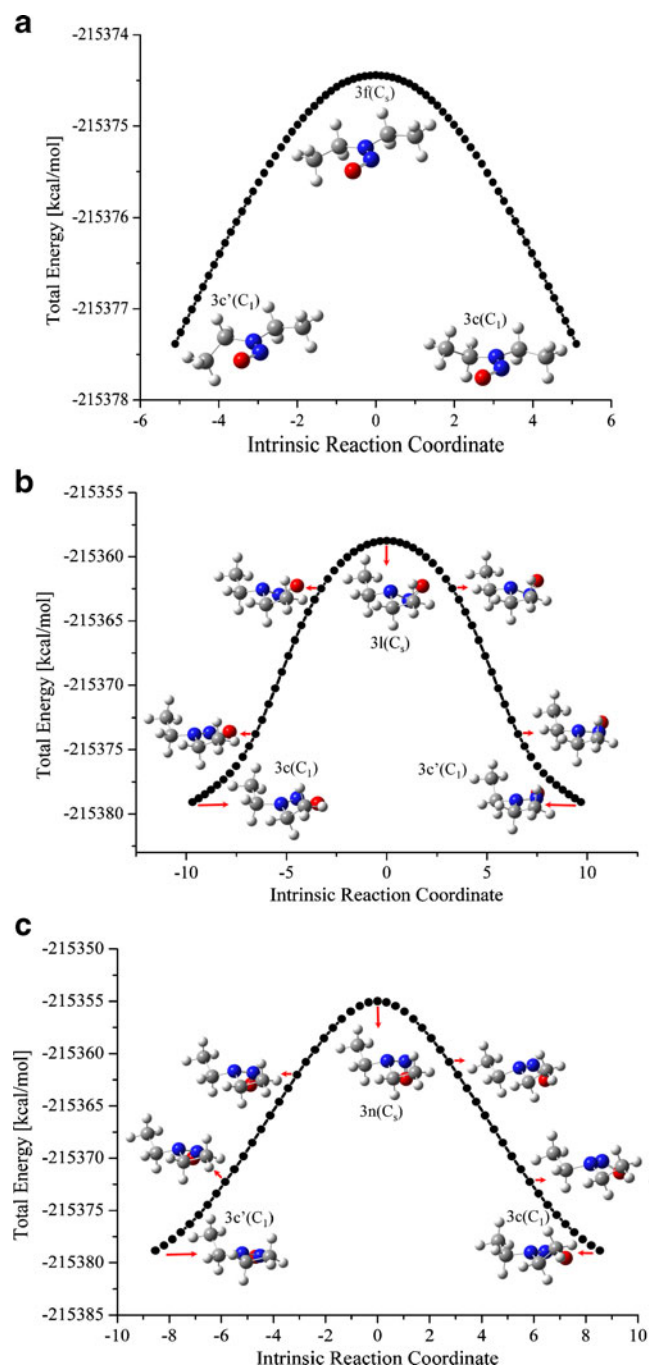 a
-215374
-215375
-215376
-215377
-215378
Total Energy [kcal/mol]
3f(Cs)
3c'(C1)
3c(C1)
-6
-4
-2
0
2
4
6
Intrinsic Reaction Coordinate
b
-215355
-215360
-215365
-215370
-215375
-215380
Total Energy [kcal/mol]
3l(Cs)
3c(C1)
3c'(C1)
-10
-5
0
5
10
Intrinsic Reaction Coordinate
c
-215350
-215355
-215360
-215365
-215370
-215375
-215380
-215385
Total Energy [kcal/mol]
3n(Cs)
3c'(C1)
3c(C1)
-10
-8
-6
-4
-2
0
2
4
6
8
10
Intrinsic Reaction Coordinate